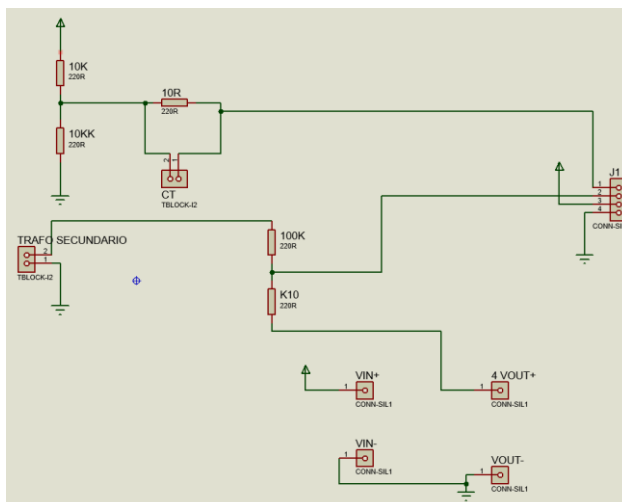 10K
220R
10R
220R
10KK
220R
2
1
CT
TBLOCK-I2
J1
1
2
3
4
CONN-SIL
TRAFO SECUNDARIO
2
1
TBLOCK-I2
100K
220R
K10
220R
VIN+
1
CONN-SIL1
4 VOUT+
1
CONN-SIL1
VIN-
1
CONN-SIL1
VOUT-
1
CONN-SIL1